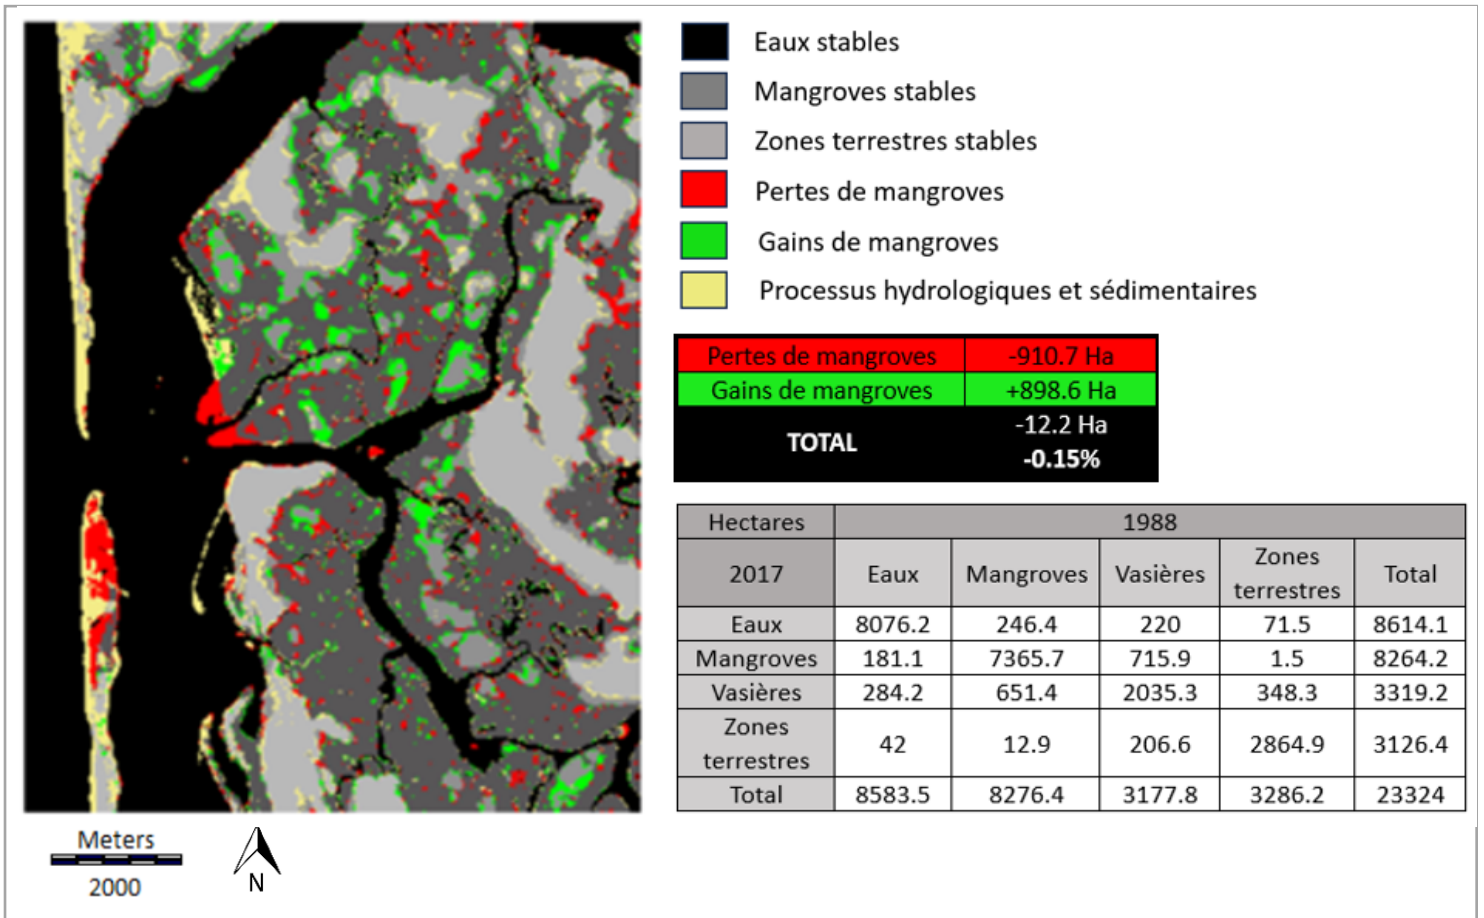 Eaux stables
Mangroves stables
Zones terrestres stables
Pertes de mangroves
Gains de mangroves
Processus hydrologiques et sédimentaires
Pertes de mangroves -910.7 Ha
Gains de mangroves +898.6 Ha
TOTAL -12.2 Ha
-0.15%
Hectares 1988
2017 Eaux Mangroves Vasières Zones terrestres Total
Eaux 8076.2 246.4 220 71.5 8614.1
Mangroves 181.1 7365.7 715.9 1.5 8264.2
Vasières 284.2 651.4 2035.3 348.3 3319.2
Zones terrestres 42 12.9 206.6 2864.9 3126.4
Total 8583.5 8276.4 3177.8 3286.2 23324
Meters
2000
N